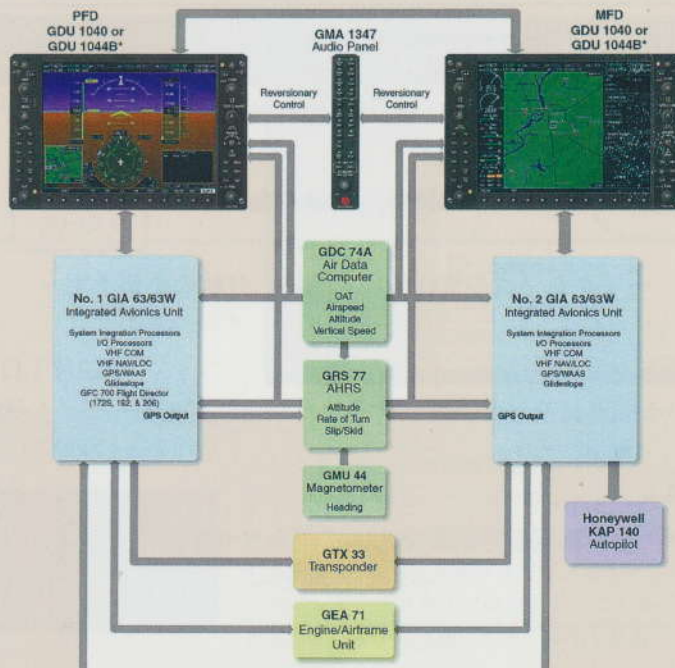 PFD
GDU 1040 or
GDU 1044B*
GMA 1347
Audio Panel
MFD
GDU 1040 or
GDU 1044B*
Reversionary
Control
Reversionary
Control
No. 1 GIA 63/63W
Integrated Avionics Unit
System Integration Processors
I/O Processors
VHF COM
VHF NAV/LOC
GPS/WAAS
Glideslope
GFC 700 Flight Director
(172S, 182, & 206)
GPS Output
GDC 74A
Air Data
Computer
OAT
Airspeed
Altitude
Vertical Speed
GRS 77
AHRS
Attitude
Rate of Turn
Slip/Skid
GMU 44
Magnetometer
Heading
No. 2 GIA 63/63W
Integrated Avionics Unit
System Integration Processors
I/O Processors
VHF COM
VHF NAV/LOC
GPS/WAAS
Glideslope
GPS Output
GTX 33
Transponder
Honeywell
KAP 140
Autopilot
GEA 71
Engine/Airframe
Unit